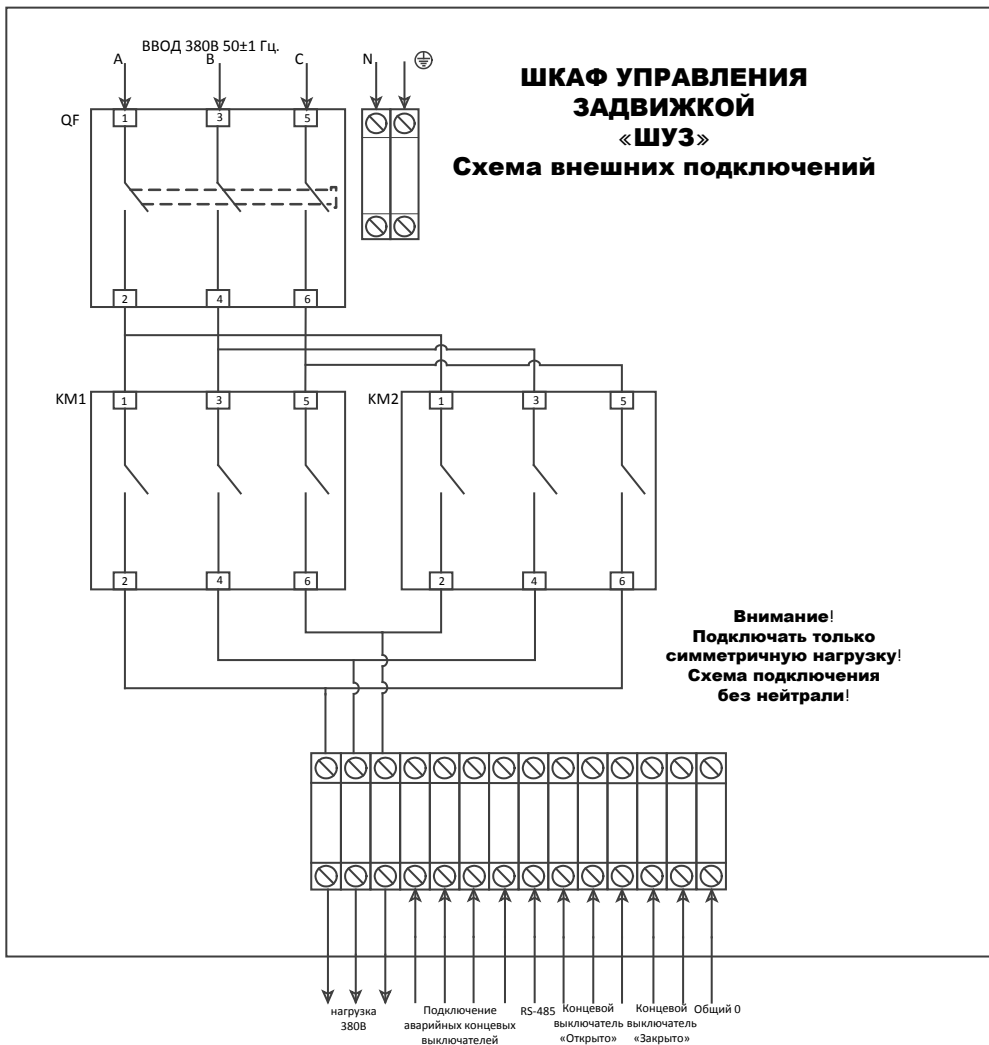 ВВОД 380В 50±1 Гц.
A B C N
ШКАФ УПРАВЛЕНИЯ
ЗАДВИЖКОЙ
«ШУЗ»
Схема внешних подключений
QF 1 3 5
2 4 6
КМ1 1 3 5
КМ2 1 3 5
2 4 6
2 4 6
Внимание!
Подключать только
симметричную нагрузку!
Схема подключения
без нейтрали!
нагрузка
380В
Подключение
аварийных концевых
выключателей
RS-485
Концевой
выключатель
«Открыто»
Концевой
выключатель
«Закрыто»
Общий 0